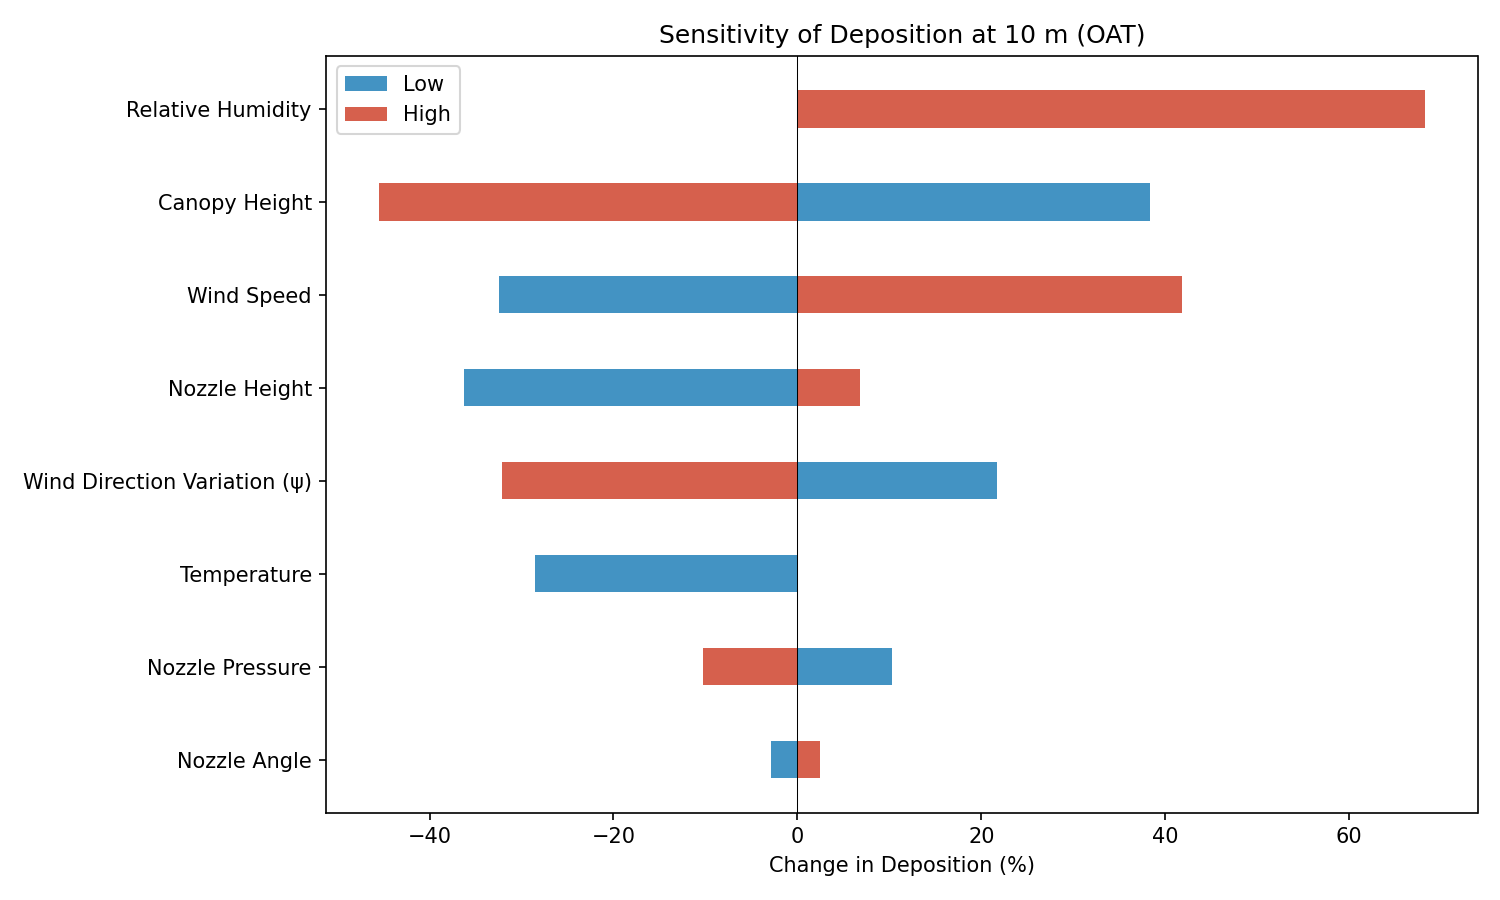 Sensitivity of Deposition at 10 m (OAT)
Low
High
Relative Humidity
Canopy Height
Wind Speed
Nozzle Height
Wind Direction Variation (ψ)
Temperature
Nozzle Pressure
Nozzle Angle
−40 −20 0 20 40 60
Change in Deposition (%)